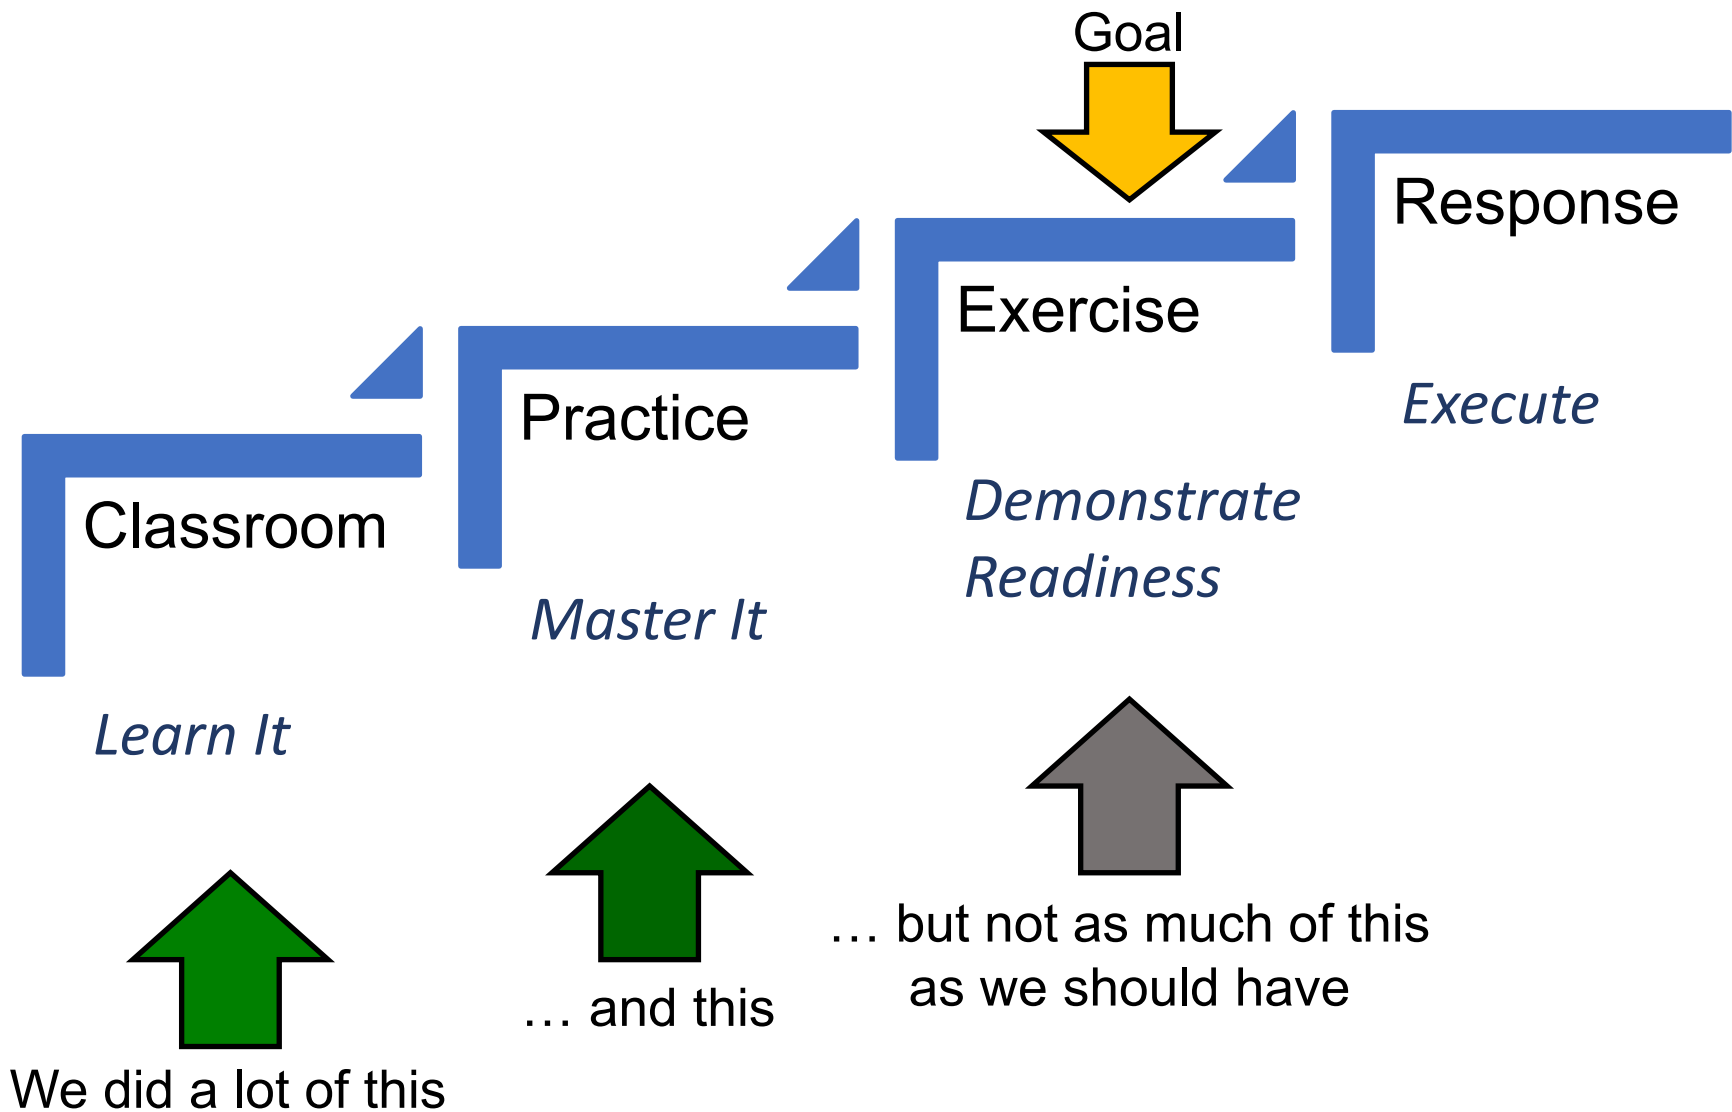 Goal
Response
Execute
Exercise
Demonstrate
Readiness
Practice
Master It
Classroom
Learn It
We did a lot of this
… and this
… but not as much of this
as we should have